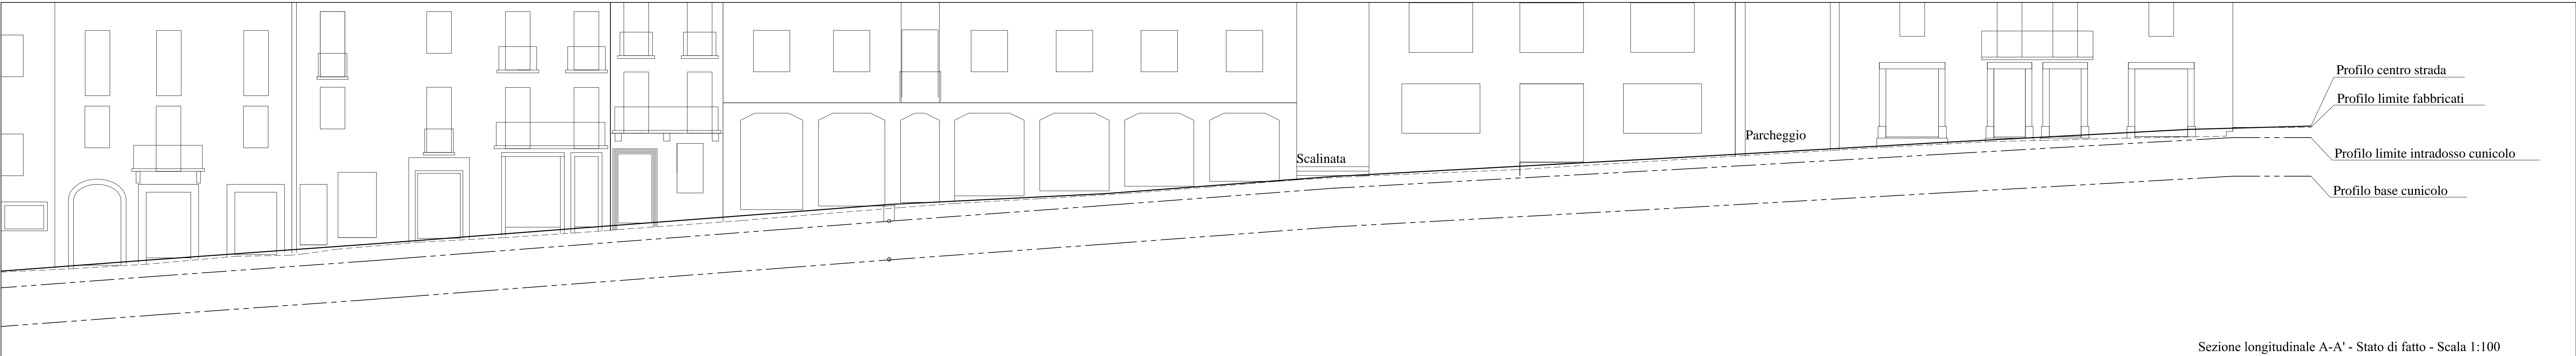 Profilo centro strada
Profilo limite fabbricati
Parcheggio
Scalinata
Profilo limite intradosso cunicolo
Profilo base cunicolo
Sezione longitudinale A-A' - Stato di fatto - Scala 1:100